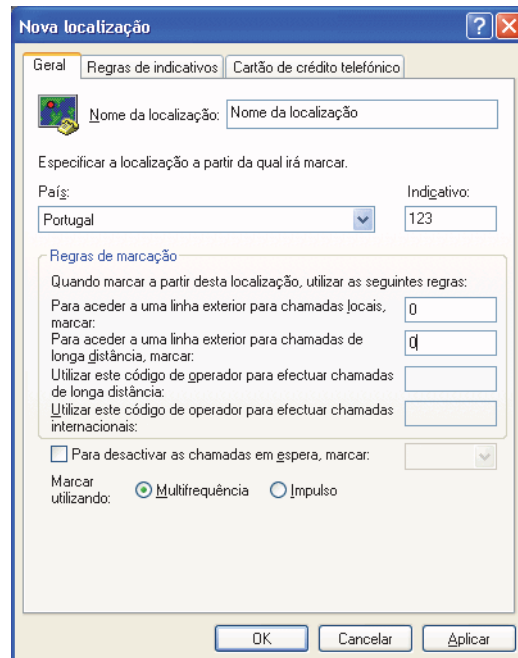 Nova localização
Geral
Regras de indicativos
Cartão de crédito telefónico
Nome da localização:
Nome da localização
Especificar a localização a partir da qual irá marcar.
País:
Indicativo:
Portugal
123
Regras de marcação
Quando marcar a partir desta localização, utilizar as seguintes regras:
Para aceder a uma linha exterior para chamadas locais,
marcar:
0
Para aceder a uma linha exterior para chamadas de
longa distância, marcar:
0
Utilizar este código de operador para efectuar chamadas
de longa distância:
Utilizar este código de operador para efectuar chamadas
internacionais:
Para desactivar as chamadas em espera, marcar:
Marcar
utilizando:
Multifrequência
Impulso
OK
Cancelar
Aplicar